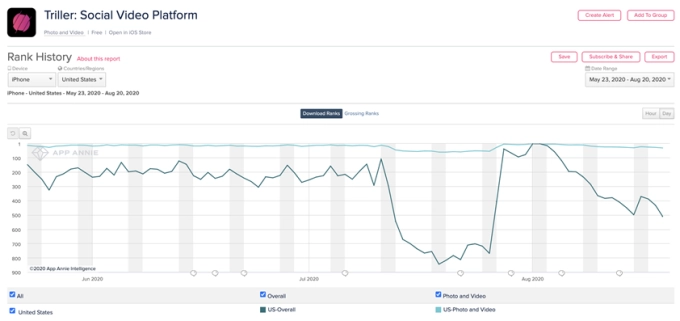 Triller: Social Video Platform
Create Alert
Add To Group
Photo and Video | Free | Open in iOS Store
Rank History About this report
Save
Subscribe & Share
Export
Device
Countries/Regions
Date Range
iPhone
United States
May 23, 2020 - Aug 20, 2020
iPhone - United States - May 23, 2020 - Aug 20, 2020
Download Ranks Grossing Ranks
Hour Day
1
APP ANNIE
100
200
300
400
500
600
700
800
900
©2020 App Annie Intelligence
Jun 2020
Jul 2020
Aug 2020
All
Overall
Photo and Video
United States
US-Overall
US-Photo and Video